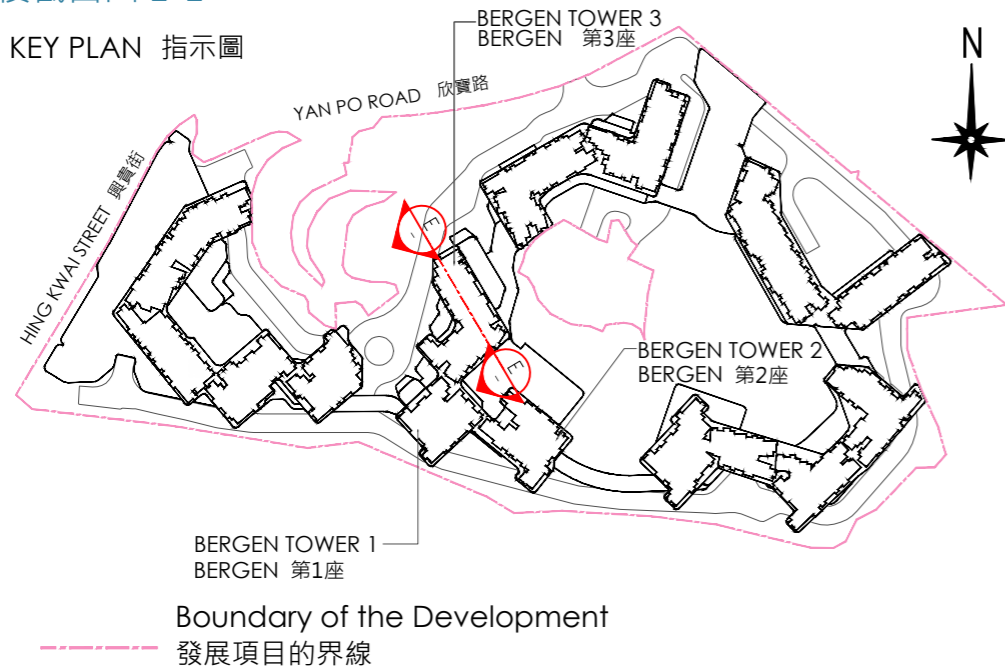 KEY PLAN 指示圖
BERGEN TOWER 3
BERGEN 第3座
N
YAN PO ROAD 欣寶路
HING KWAI STREET 興貴街
E
E
BERGEN TOWER 2
BERGEN 第2座
BERGEN TOWER 1
BERGEN 第1座
Boundary of the Development
發展項目的界線